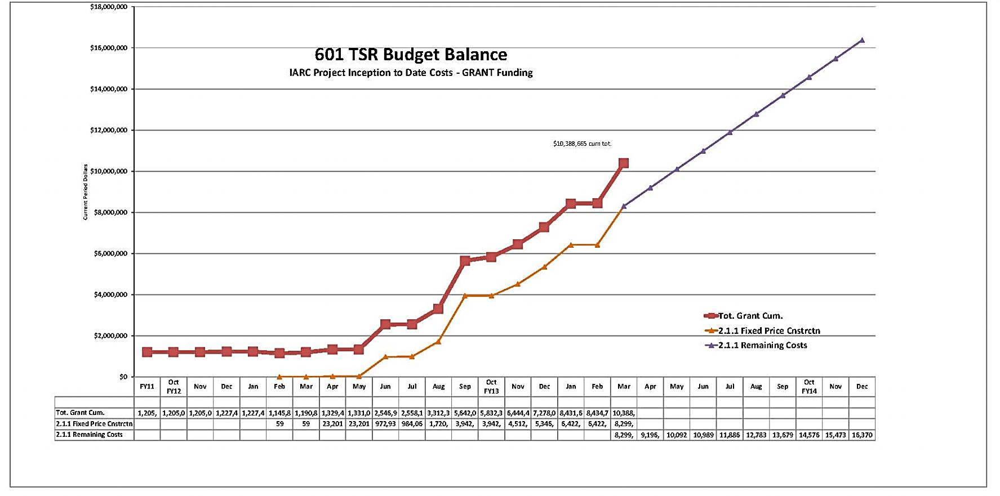 $18,000,000
$16,000,000
$14,000,000
$12,000,000
$10,000,000
$8,000,000
$6,000,000
$4,000,000
$2,000,000
$0
Current Period Dollars
601 TSR Budget Balance
IARC Project Inception to Date Costs - GRANT Funding
$10,388,665 cum tot.
Tot. Grant Cum.
2.1.1 Fixed Price Cnstrctn
2.1.1 Remaining Costs
FY11 Oct FY12 Nov Dec Jan Feb Mar Apr May Jun Jul Aug Sep Oct FY13 Nov Dec Jan Feb Mar Apr May Jun Jul Aug Sep Oct FY14 Nov Dec
Tot. Grant Cum. 1,205, 1,205,0 1,205,0 1,227,4 1,227,4 1,145,8 1,190,8 1,329,4 1,331,0 2,546,9 2,558,1 3,312,3 5,642,0 5,832,3 6,444,4 7,278,0 8,431,6 8,434,7 10,388,
2.1.1 Fixed Price Cnstrctn 59 59 23,201 23,201 972,93 984,06 1,720, 3,942, 3,942, 4,512, 5,346, 6,422, 6,422, 8,299,
2.1.1 Remaining Costs 8,299, 9,196, 10,092 10,989 11,886 12,783 13,679 14,576 15,473 16,370